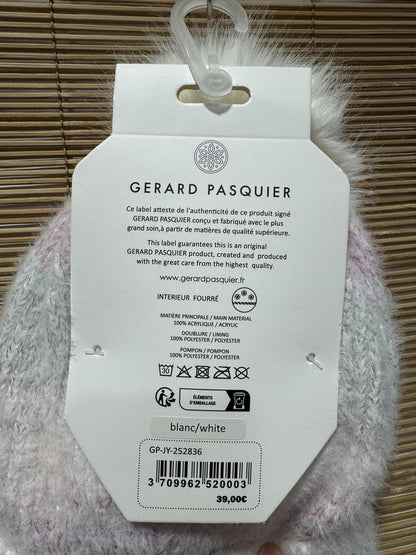 GERARD PASQUIER
Ce label atteste de l'authenticité de ce produit signé
GERARD PASQUIER conçu et fabriqué avec le plus
grand soin,à partir de matières de qualité supérieure.
This label guarantees this is an original
GERARD PASQUIER product, created and produced
with the great care from the highest quality.
www.gerardpasquier.fr
INTERIEUR FOURRÉ
MATIÈRE PRINCIPALE / MAIN MATERIAL
100% ACRYLIQUE / ACRYLIC
DOUBLURE / LINING
100% POLYESTER / POLYESTER
POMPON / POMPON
100% POLYESTER / POLYESTER
30
ÉLÉMENTS
D'EMBALLAGE
blanc/white
GP-JY-252836
3 709962 520003
39,00€